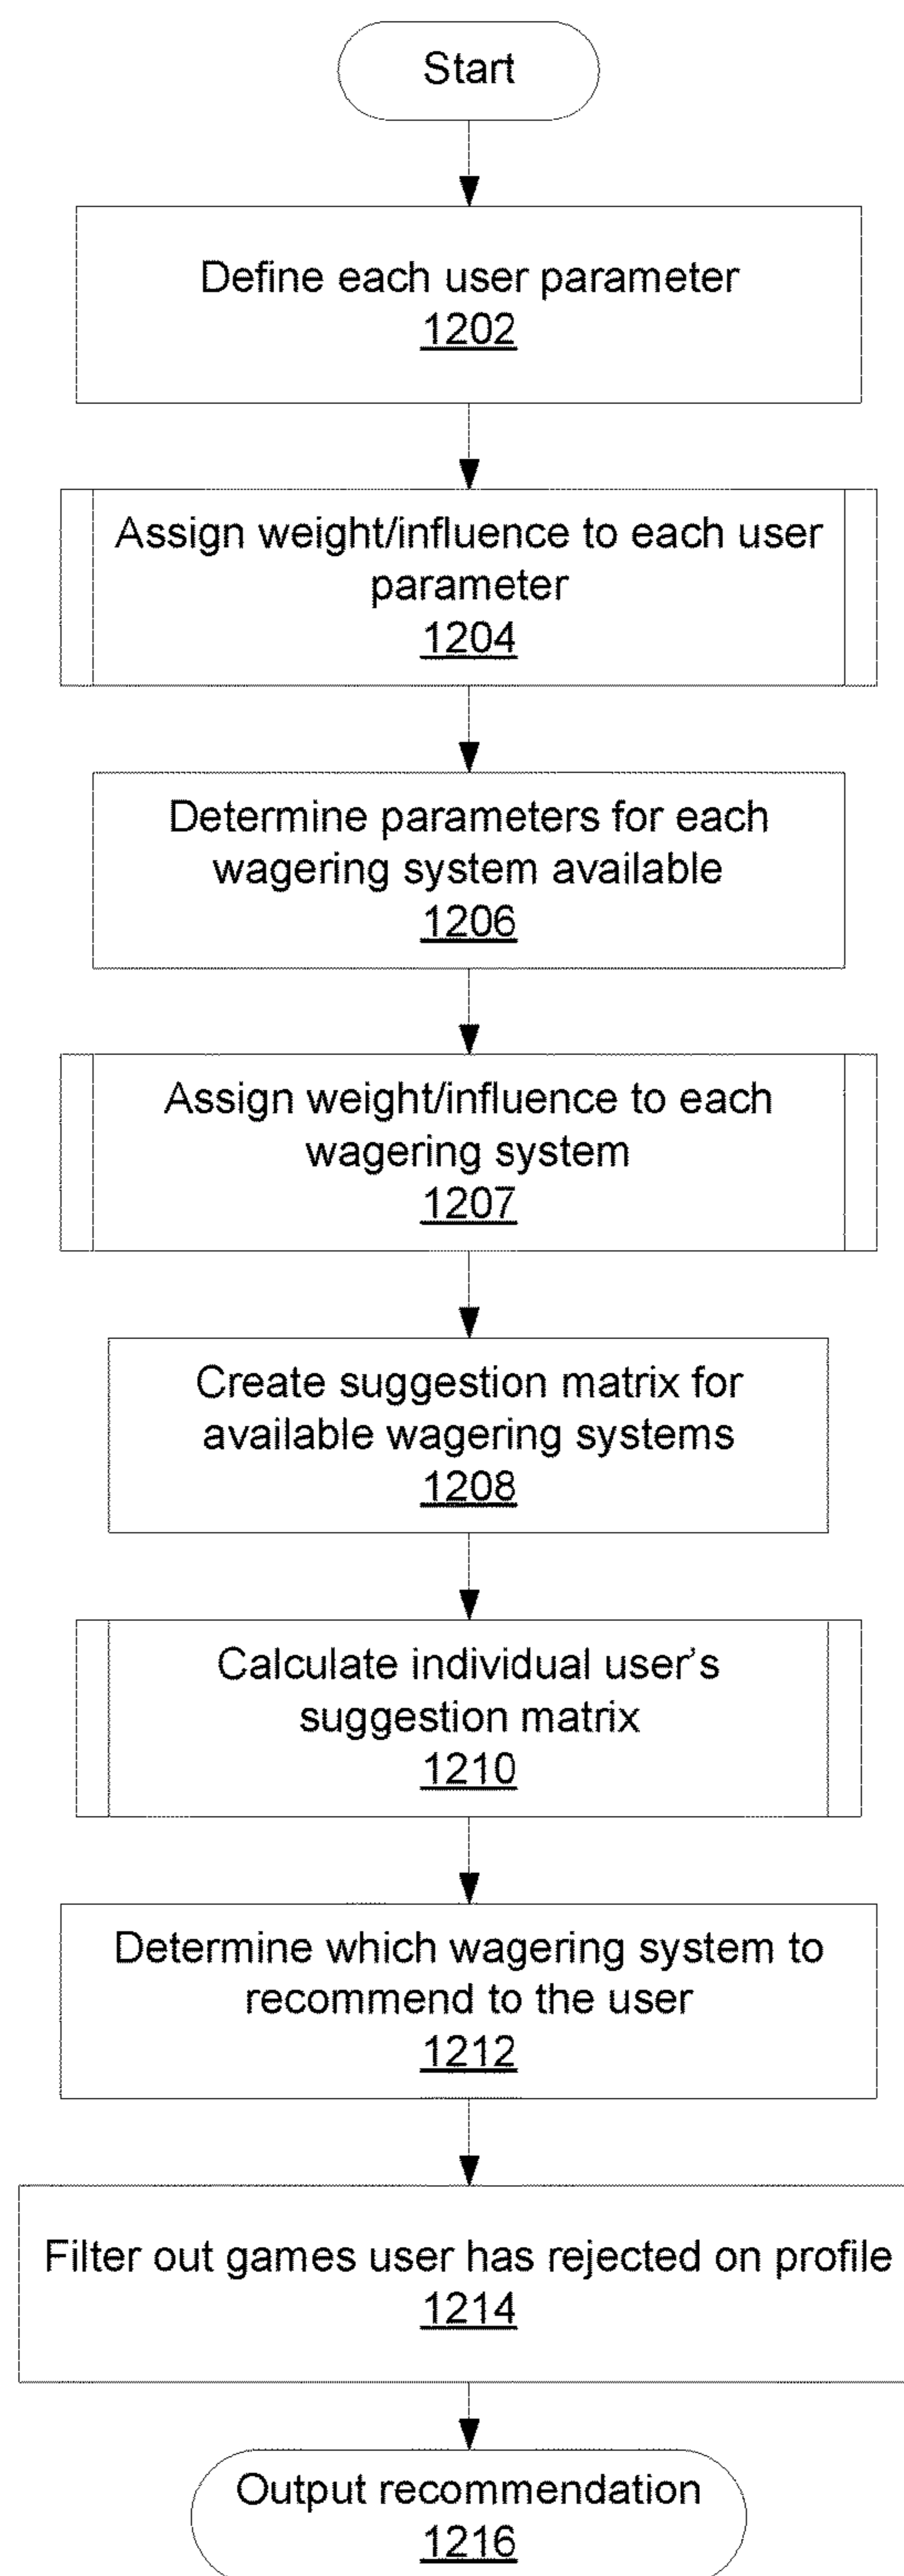 Start
Define each user parameter
1202
Assign weight/influence to each user
parameter
1204
Determine parameters for each
wagering system available
1206
Assign weight/influence to each
wagering system
1207
Create suggestion matrix for
available wagering systems
1208
Calculate individual user's
suggestion matrix
1210
Determine which wagering system to
recommend to the user
1212
Filter out games user has rejected on profile
1214
Output recommendation
1216